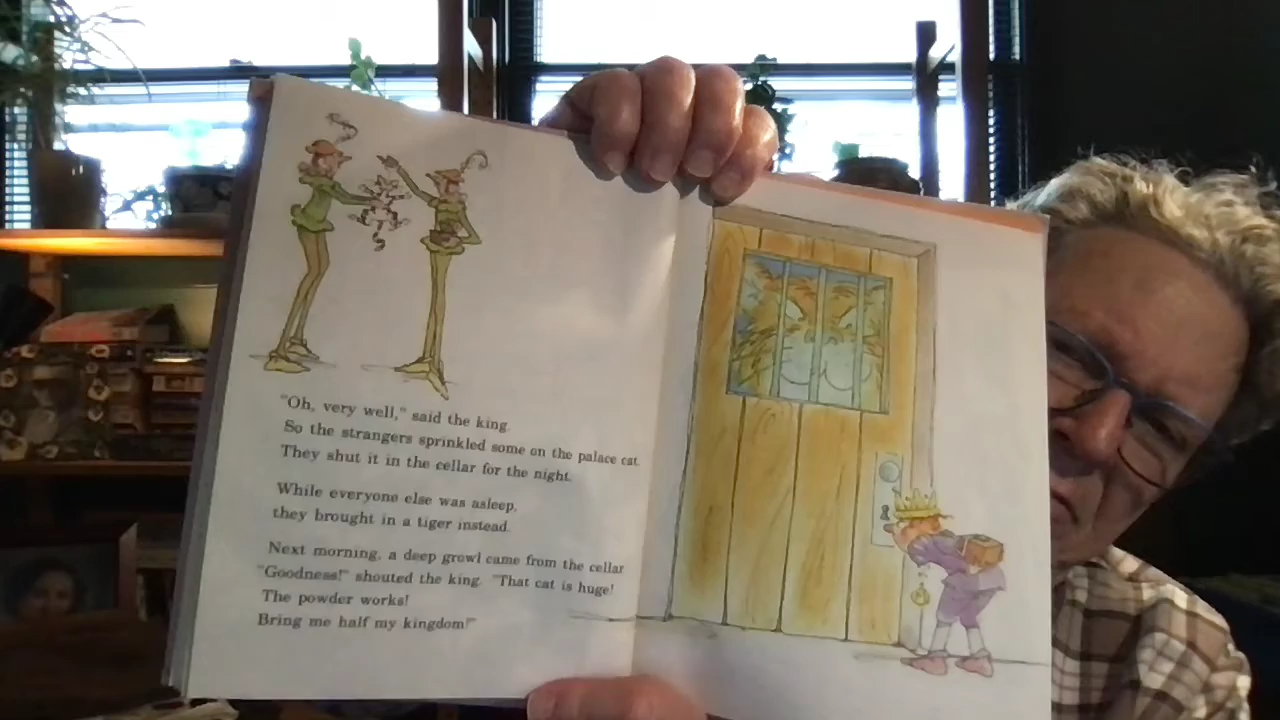 "Oh, very well," said the king.
So the strangers sprinkled some on the palace cat.
They shut it in the cellar for the night.
While everyone else was asleep,
they brought in a tiger instead.
Next morning, a deep growl came from the cellar
"Goodness!" shouted the king. "That cat is huge!
The powder works!
Bring me half my kingdom!"